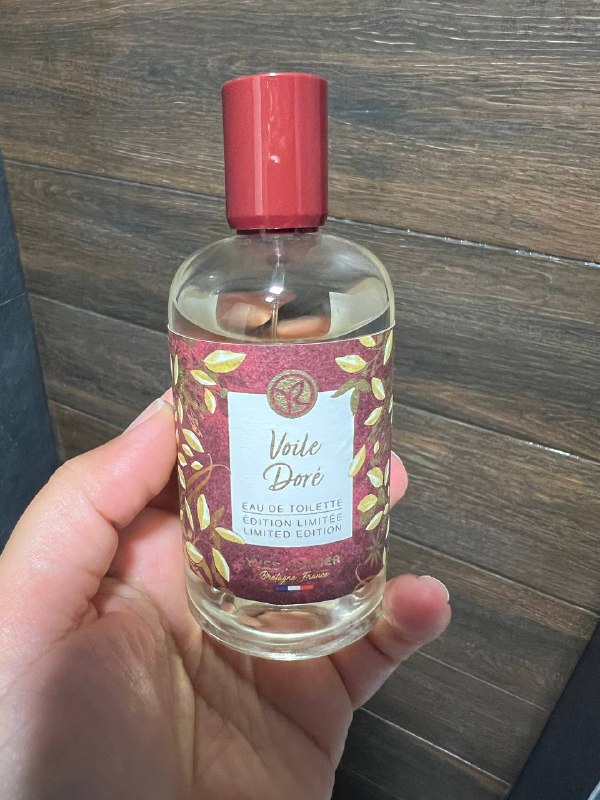 Voile
Doré
EAU DE TOILETTE
ÉDITION LIMITÉE
LIMITED EDITION
Bretagne, France